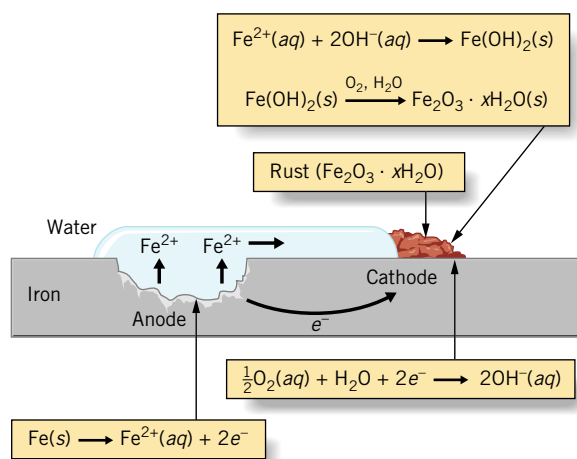 Fe²⁺(aq) + 2OH⁻(aq) ⟶ Fe(OH)₂(s)
Fe(OH)₂(s) —O₂, H₂O⟶ Fe₂O₃ · xH₂O(s)
Rust (Fe₂O₃ · xH₂O)
Water
Fe²⁺ Fe²⁺ ⟶
Cathode
Iron
Anode
e⁻
½O₂(aq) + H₂O + 2e⁻ ⟶ 2OH⁻(aq)
Fe(s) ⟶ Fe²⁺(aq) + 2e⁻